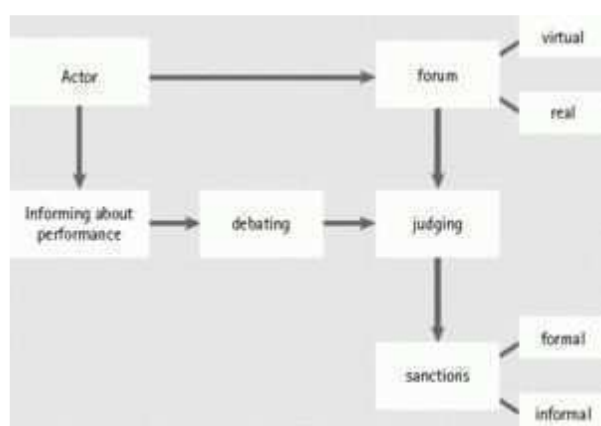 virtual
Actor
forum
real
Informing about
performance
debating
judging
formal
sanctions
informal